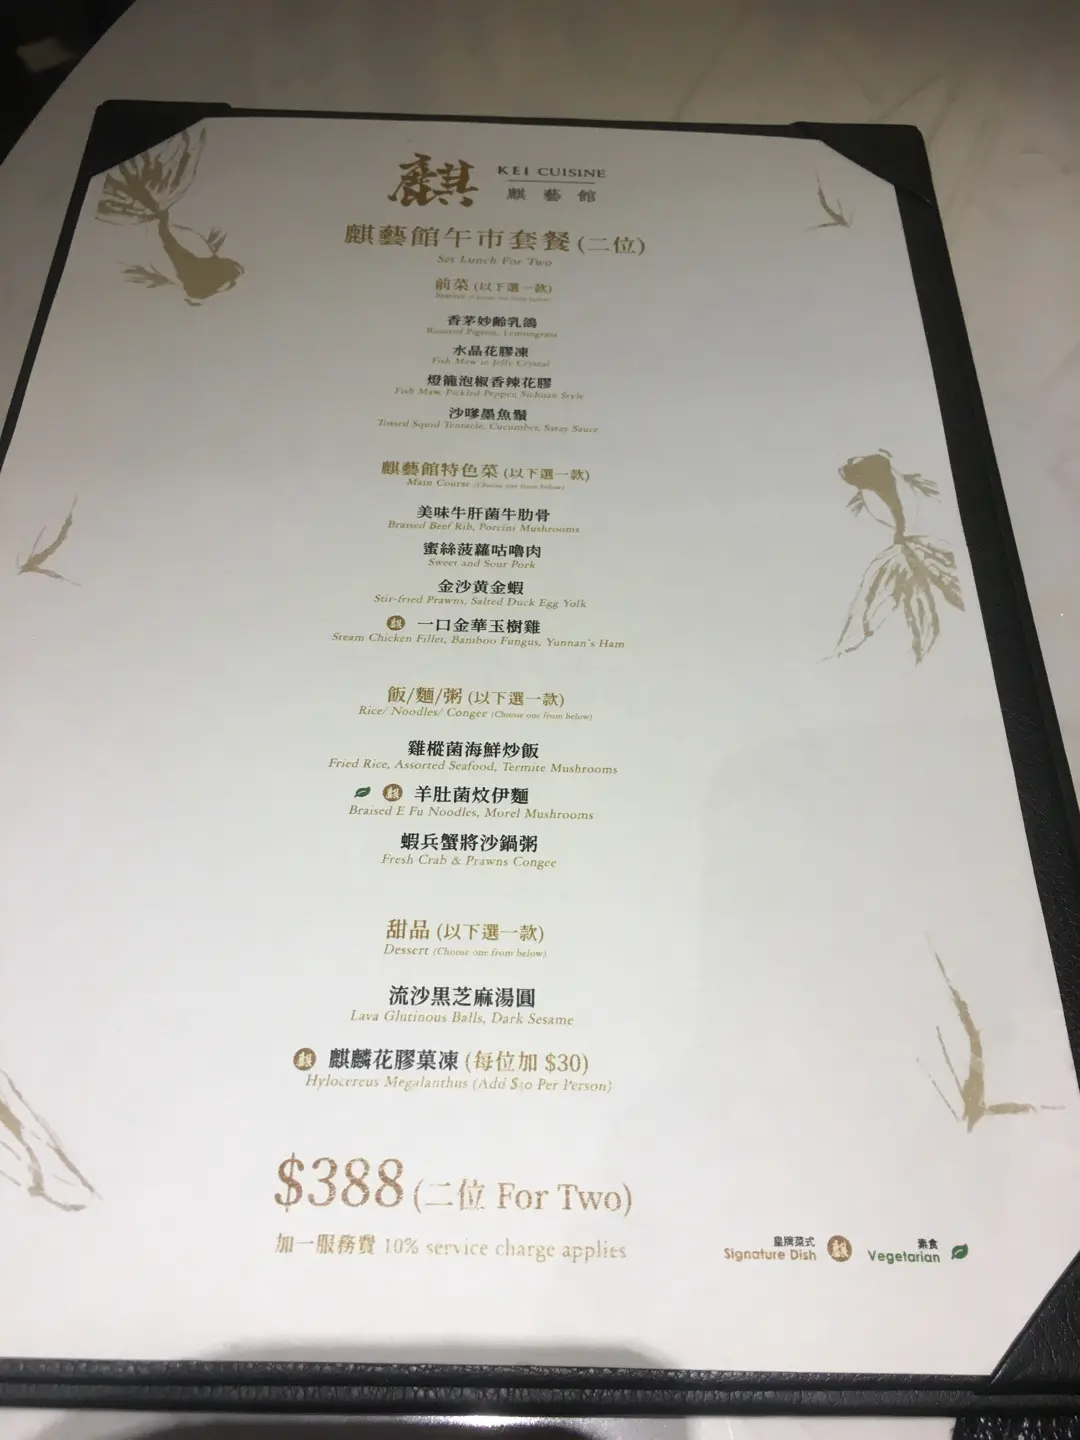 麒 KEI CUISINE
麒藝館
麒藝館午市套餐 (二位)
Set Lunch For Two
前菜 (以下選一款)
Starter (Choose one from below)
香茅妙齡乳鴿
Roasted Pigeon, Lemongrass
水晶花膠凍
Fish Maw in Jelly Crystal
燈籠泡椒香辣花膠
Fish Maw, Pickled Pepper, Sichuan Style
沙嗲墨魚鬚
Tossed Squid Tentacle, Cucumber, Satay Sauce
麒藝館特色菜 (以下選一款)
Main Course (Choose one from below)
美味牛肝菌牛肋骨
Braised Beef Rib, Porcini Mushrooms
蜜絲菠蘿咕嚕肉
Sweet and Sour Pork
金沙黄金蝦
Stir-fried Prawns, Salted Duck Egg Yolk
麒 一口金華玉樹雞
Steam Chicken Fillet, Bamboo Fungus, Yunnan's Ham
飯/麵/粥 (以下選一款)
Rice/ Noodles/ Congee (Choose one from below)
雞樅菌海鮮炒飯
Fried Rice, Assorted Seafood, Termite Mushrooms
麒 羊肚菌炆伊麵
Braised E Fu Noodles, Morel Mushrooms
蝦兵蟹將沙鍋粥
Fresh Crab & Prawns Congee
甜品 (以下選一款)
Dessert (Choose one from below)
流沙黑芝麻湯圓
Lava Glutinous Balls, Dark Sesame
麒 麒麟花膠菓凍 (每位加 $30)
Hylocereus Megalanthus (Add $30 Per Person)
$388 (二位 For Two)
加一服務費 10% service charge applies
皇牌菜式
Signature Dish 麒
素食
Vegetarian